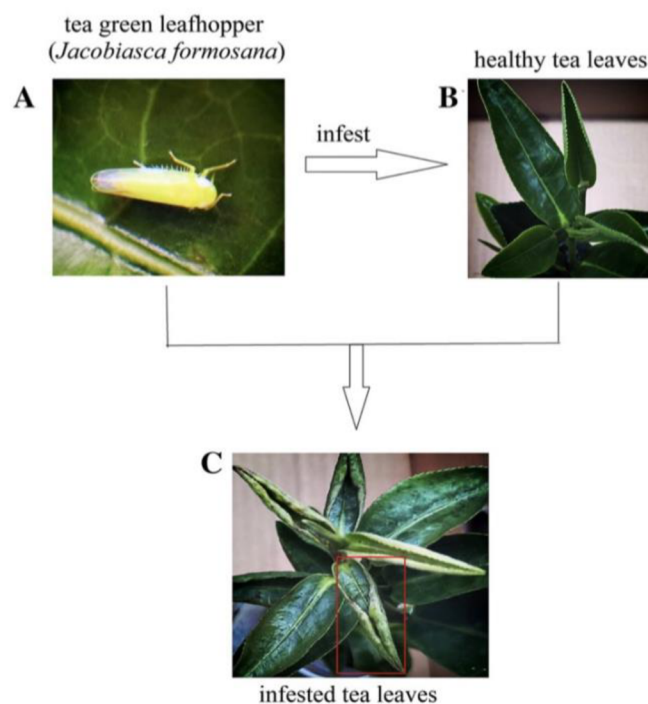 tea green leafhopper
(Jacobiasca formosana)
healthy tea leaves
A
B
infest
C
infested tea leaves